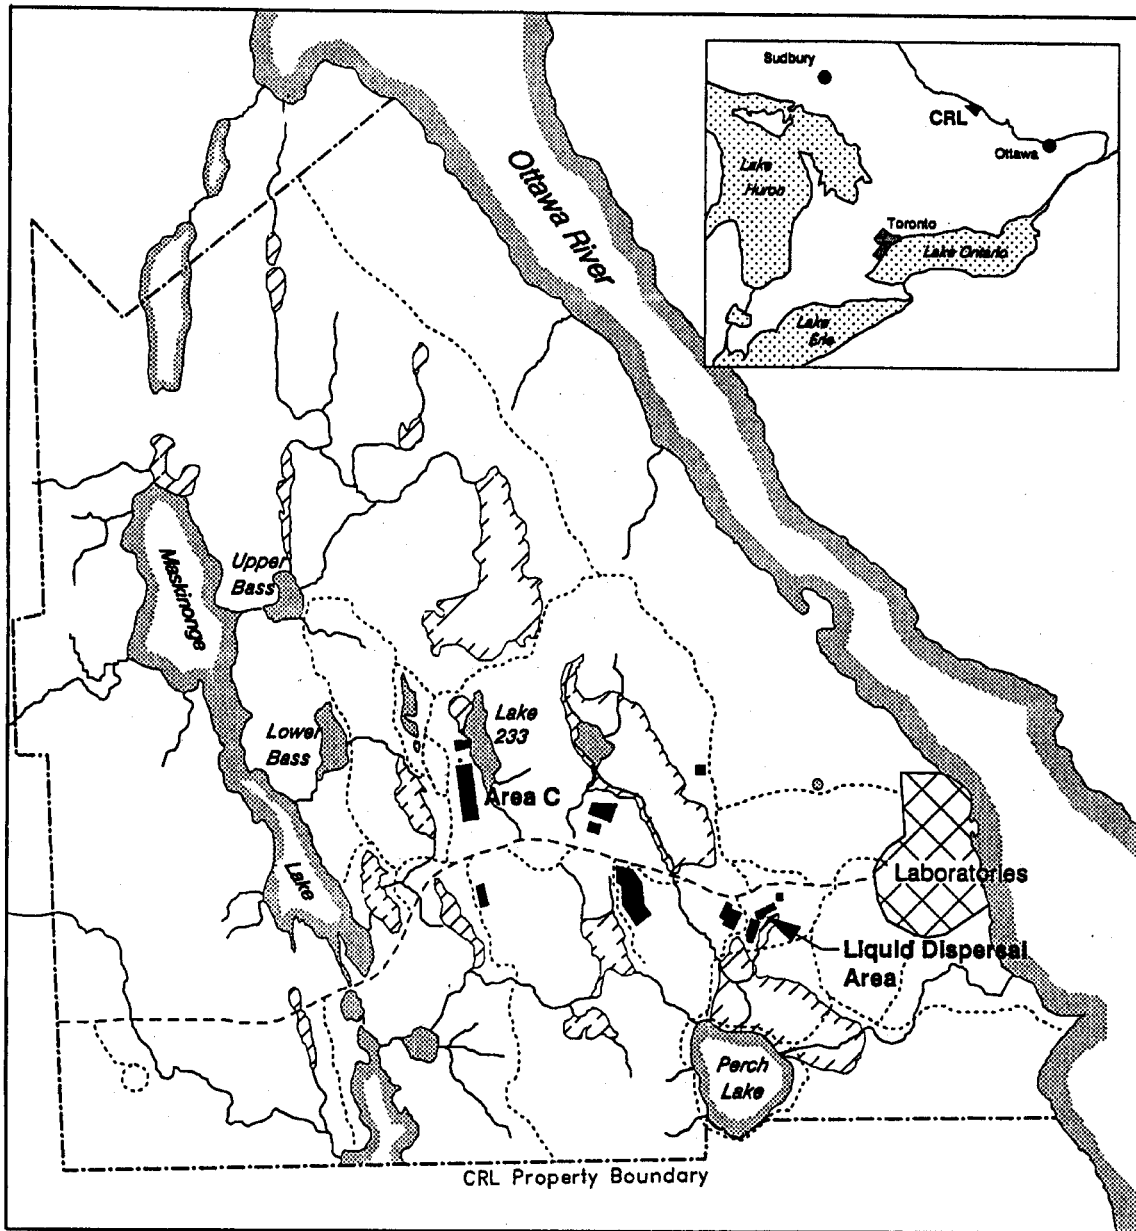 Sudbury
CRL
Ottawa
Lake
Huron
Toronto
Lake Ontario
Lake
Erie
Ottawa River
Upper
Bass
Maskinonge
Lake
233
Lower
Bass
Area C
Lake
Laboratories
Liquid Dispersal
Area
Perch
Lake
CRL Property Boundary